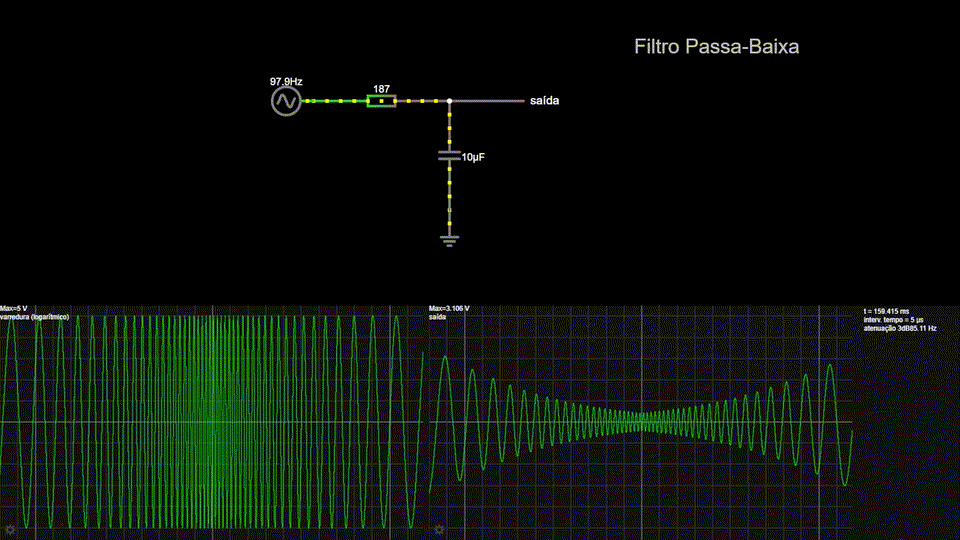 Filtro Passa-Baixa
97.9Hz
187
saída
10µF
Max=5 V
varredura (logarítmico)
Max=3.106 V
saída
t = 159.415 ms
interv. tempo = 5 µs
atenuação 3dB85.11 Hz